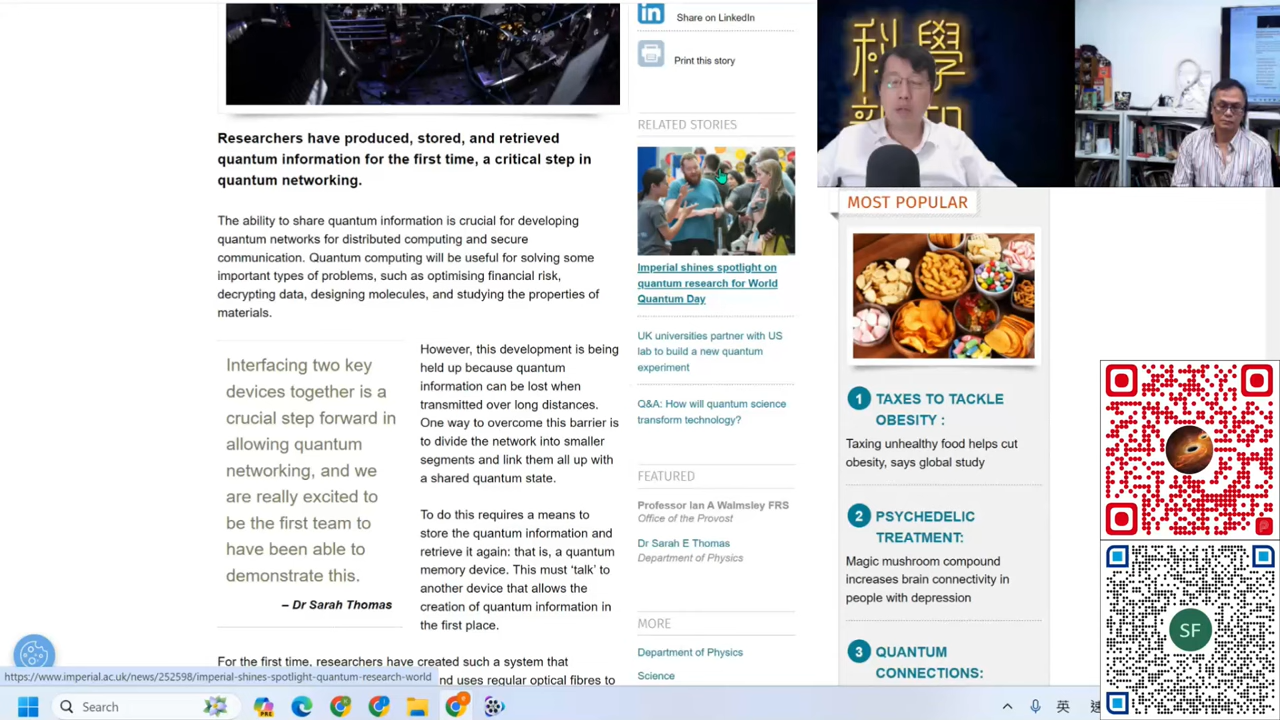 Share on LinkedIn
Print this story
Researchers have produced, stored, and retrieved
quantum information for the first time, a critical step in
quantum networking.
The ability to share quantum information is crucial for developing
quantum networks for distributed computing and secure
communication. Quantum computing will be useful for solving some
important types of problems, such as optimising financial risk,
decrypting data, designing molecules, and studying the properties of
materials.
Interfacing two key
devices together is a
crucial step forward in
allowing quantum
networking, and we
are really excited to
be the first team to
have been able to
demonstrate this.
– Dr Sarah Thomas
However, this development is being
held up because quantum
information can be lost when
transmitted over long distances.
One way to overcome this barrier is
to divide the network into smaller
segments and link them all up with
a shared quantum state.
To do this requires a means to
store the quantum information and
retrieve it again: that is, a quantum
memory device. This must ‘talk’ to
another device that allows the
creation of quantum information in
the first place.
For the first time, researchers have created such a system that
nd uses regular optical fibres to
RELATED STORIES
Imperial shines spotlight on
quantum research for World
Quantum Day
UK universities partner with US
lab to build a new quantum
experiment
Q&A: How will quantum science
transform technology?
FEATURED
Professor Ian A Walmsley FRS
Office of the Provost
Dr Sarah E Thomas
Department of Physics
MORE
Department of Physics
Science
科學
MOST POPULAR
1 TAXES TO TACKLE
OBESITY :
Taxing unhealthy food helps cut
obesity, says global study
2 PSYCHEDELIC
TREATMENT:
Magic mushroom compound
increases brain connectivity in
people with depression
3 QUANTUM
CONNECTIONS:
SF
https://www.imperial.ac.uk/news/252598/imperial-shines-spotlight-quantum-research-world
Search
PRE
英